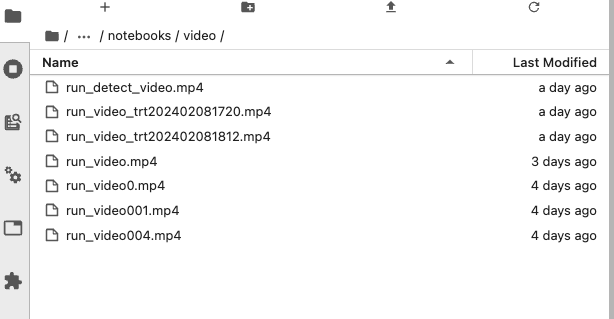 / ... / notebooks / video /
Name Last Modified
run_detect_video.mp4 a day ago
run_video_trt202402081720.mp4 a day ago
run_video_trt202402081812.mp4 a day ago
run_video.mp4 3 days ago
run_video0.mp4 4 days ago
run_video001.mp4 4 days ago
run_video004.mp4 4 days ago